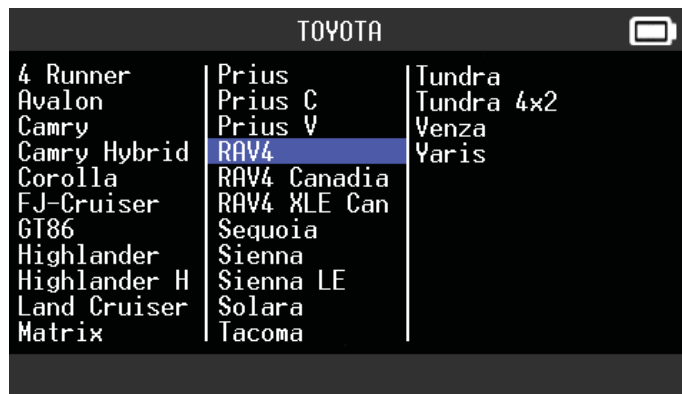 TOYOTA
4 Runner
Avalon
Camry
Camry Hybrid
Corolla
FJ-Cruiser
GT86
Highlander
Highlander H
Land Cruiser
Matrix
Prius
Prius C
Prius V
RAV4
RAV4 Canadia
RAV4 XLE Can
Sequoia
Sienna
Sienna LE
Solara
Tacoma
Tundra
Tundra 4x2
Venza
Yaris